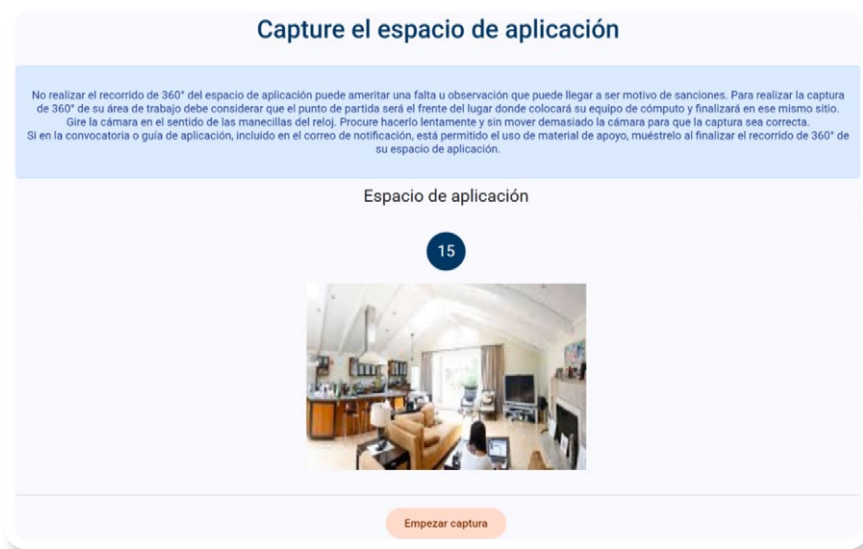 Capture el espacio de aplicación
No realizar el recorrido de 360° del espacio de aplicación puede ameritar una falta u observación que puede llegar a ser motivo de sanciones. Para realizar la captura
de 360° de su área de trabajo debe considerar que el punto de partida será el frente del lugar donde colocará su equipo de cómputo y finalizará en ese mismo sitio.
Gire la cámara en el sentido de las manecillas del reloj. Procure hacerlo lentamente y sin mover demasiado la cámara para que la captura sea correcta.
Si en la convocatoria o guía de aplicación, incluido en el correo de notificación, está permitido el uso de material de apoyo, muéstrelo al finalizar el recorrido de 360° de
su espacio de aplicación.
Espacio de aplicación
15
Empezar captura